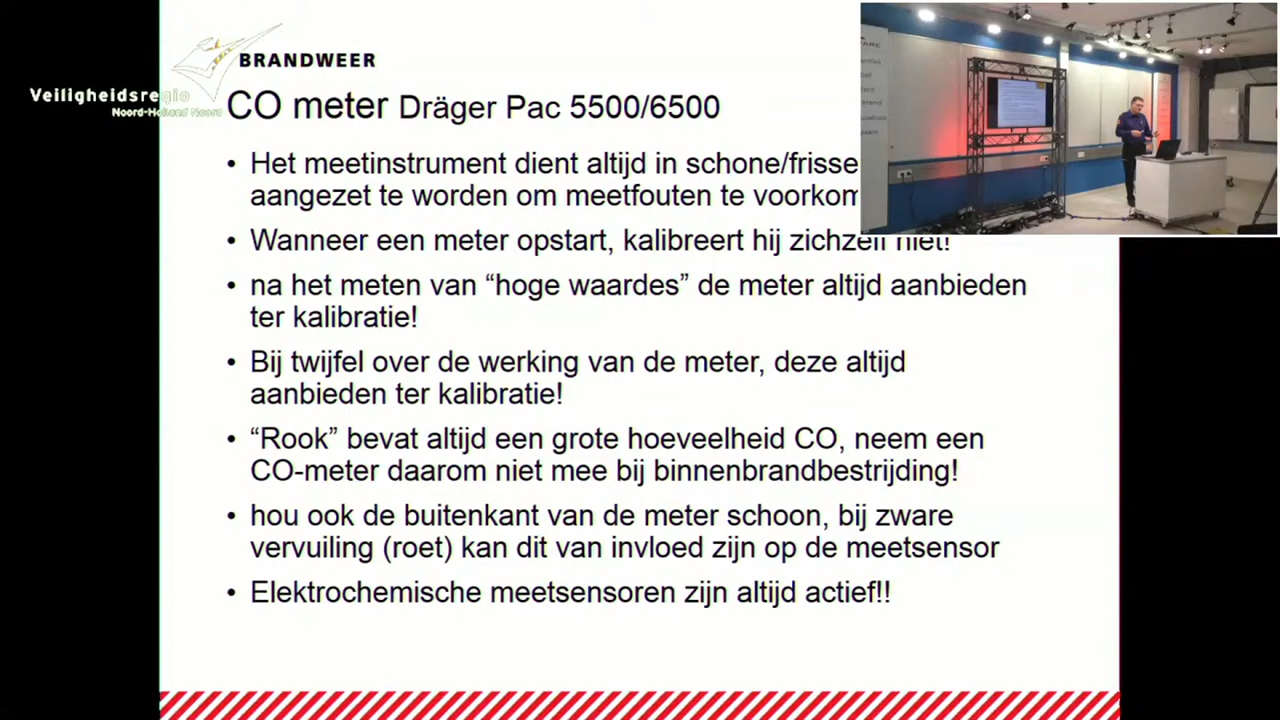 BRANDWEER
Veiligheidsregio
Noord-Holland Noord
CO meter Dräger Pac 5500/6500
• Het meetinstrument dient altijd in schone/frisse
aangezet te worden om meetfouten te
• Wanneer een meter opstart, kalibreert hij zichzelf niet!
• na het meten van “hoge waardes” de meter altijd aanbieden
ter kalibratie!
• Bij twijfel over de werking van de meter, deze altijd
aanbieden ter kalibratie!
• “Rook” bevat altijd een grote hoeveelheid CO, neem een
CO-meter daarom niet mee bij binnenbrandbestrijding!
• hou ook de buitenkant van de meter schoon, bij zware
vervuiling (roet) kan dit van invloed zijn op de meetsensor
• Elektrochemische meetsensoren zijn altijd actief!!